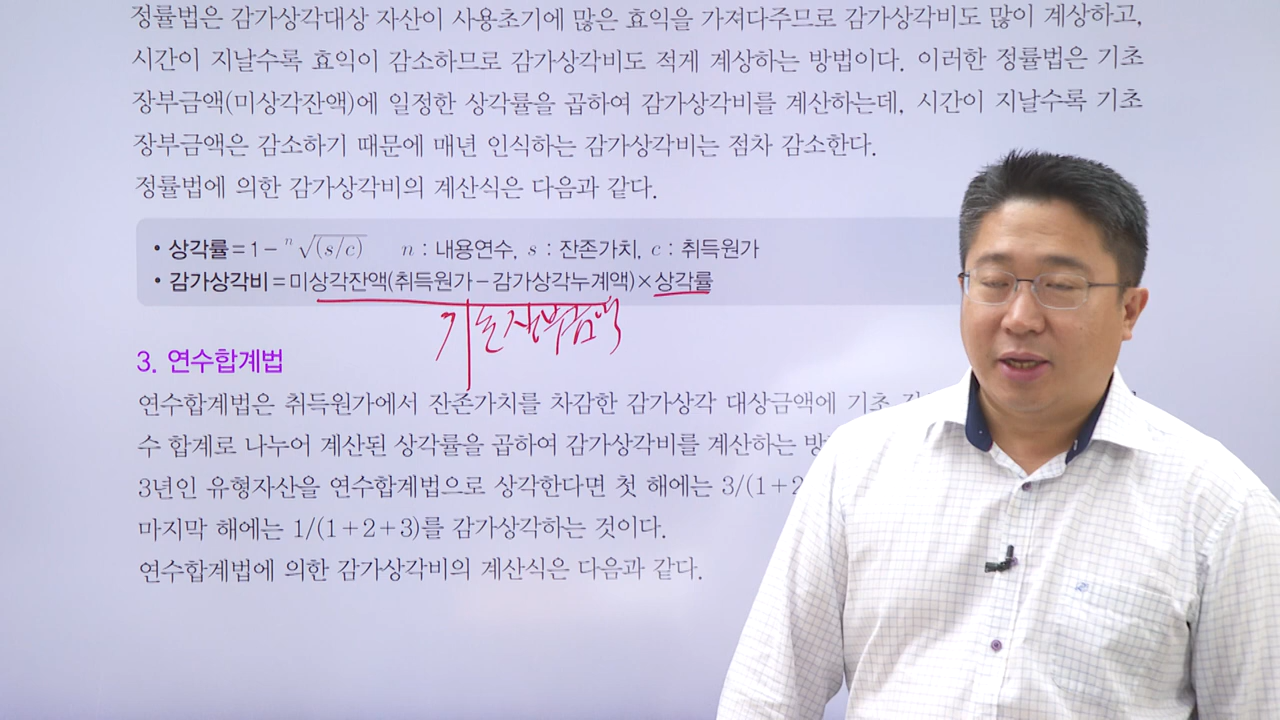 정률법은 감가상각대상 자산이 사용초기에 많은 효익을 가져다주므로 감가상각비도 많이 계상하고,
시간이 지날수록 효익이 감소하므로 감가상각비도 적게 계상하는 방법이다. 이러한 정률법은 기초
장부금액(미상각잔액)에 일정한 상각률을 곱하여 감가상각비를 계산하는데, 시간이 지날수록 기초
장부금액은 감소하기 때문에 매년 인식하는 감가상각비는 점차 감소한다.
정률법에 의한 감가상각비의 계산식은 다음과 같다.
• 상각률=1- ⁿ√(s/c) n : 내용연수, s : 잔존가치, c : 취득원가
• 감가상각비=미상각잔액(취득원가-감가상각누계액)×상각률
기초장부금액
3. 연수합계법
연수합계법은 취득원가에서 잔존가치를 차감한 감가상각 대상금액에 기초
수 합계로 나누어 계산된 상각률을 곱하여 감가상각비를 계산하는
3년인 유형자산을 연수합계법으로 상각한다면 첫 해에는 3/(1+2
마지막 해에는 1/(1+2+3)를 감가상각하는 것이다.
연수합계법에 의한 감가상각비의 계산식은 다음과 같다.